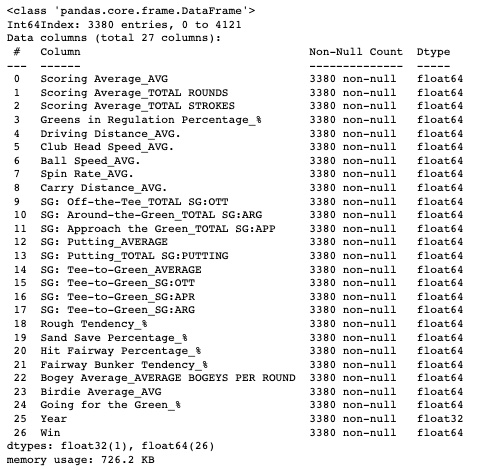 <class 'pandas.core.frame.DataFrame'>
Int64Index: 3380 entries, 0 to 4121
Data columns (total 27 columns):
 #   Column                                   Non-Null Count  Dtype
---  ------                                   --------------  -----
 0   Scoring Average_AVG                      3380 non-null   float64
 1   Scoring Average_TOTAL ROUNDS             3380 non-null   float64
 2   Scoring Average_TOTAL STROKES            3380 non-null   float64
 3   Greens in Regulation Percentage_%        3380 non-null   float64
 4   Driving Distance_AVG.                    3380 non-null   float64
 5   Club Head Speed_AVG.                     3380 non-null   float64
 6   Ball Speed_AVG.                          3380 non-null   float64
 7   Spin Rate_AVG.                           3380 non-null   float64
 8   Carry Distance_AVG.                      3380 non-null   float64
 9   SG: Off-the-Tee_TOTAL SG:OTT             3380 non-null   float64
 10  SG: Around-the-Green_TOTAL SG:ARG        3380 non-null   float64
 11  SG: Approach the Green_TOTAL SG:APP      3380 non-null   float64
 12  SG: Putting_AVERAGE                      3380 non-null   float64
 13  SG: Putting_TOTAL SG:PUTTING             3380 non-null   float64
 14  SG: Tee-to-Green_AVERAGE                 3380 non-null   float64
 15  SG: Tee-to-Green_SG:OTT                  3380 non-null   float64
 16  SG: Tee-to-Green_SG:APR                  3380 non-null   float64
 17  SG: Tee-to-Green_SG:ARG                  3380 non-null   float64
 18  Rough Tendency_%                         3380 non-null   float64
 19  Sand Save Percentage_%                   3380 non-null   float64
 20  Hit Fairway Percentage_%                 3380 non-null   float64
 21  Fairway Bunker Tendency_%                3380 non-null   float64
 22  Bogey Average_AVERAGE BOGEYS PER ROUND   3380 non-null   float64
 23  Birdie Average_AVG                       3380 non-null   float64
 24  Going for the Green_%                    3380 non-null   float64
 25  Year                                     3380 non-null   float32
 26  Win                                      3380 non-null   float64
dtypes: float32(1), float64(26)
memory usage: 726.2 KB